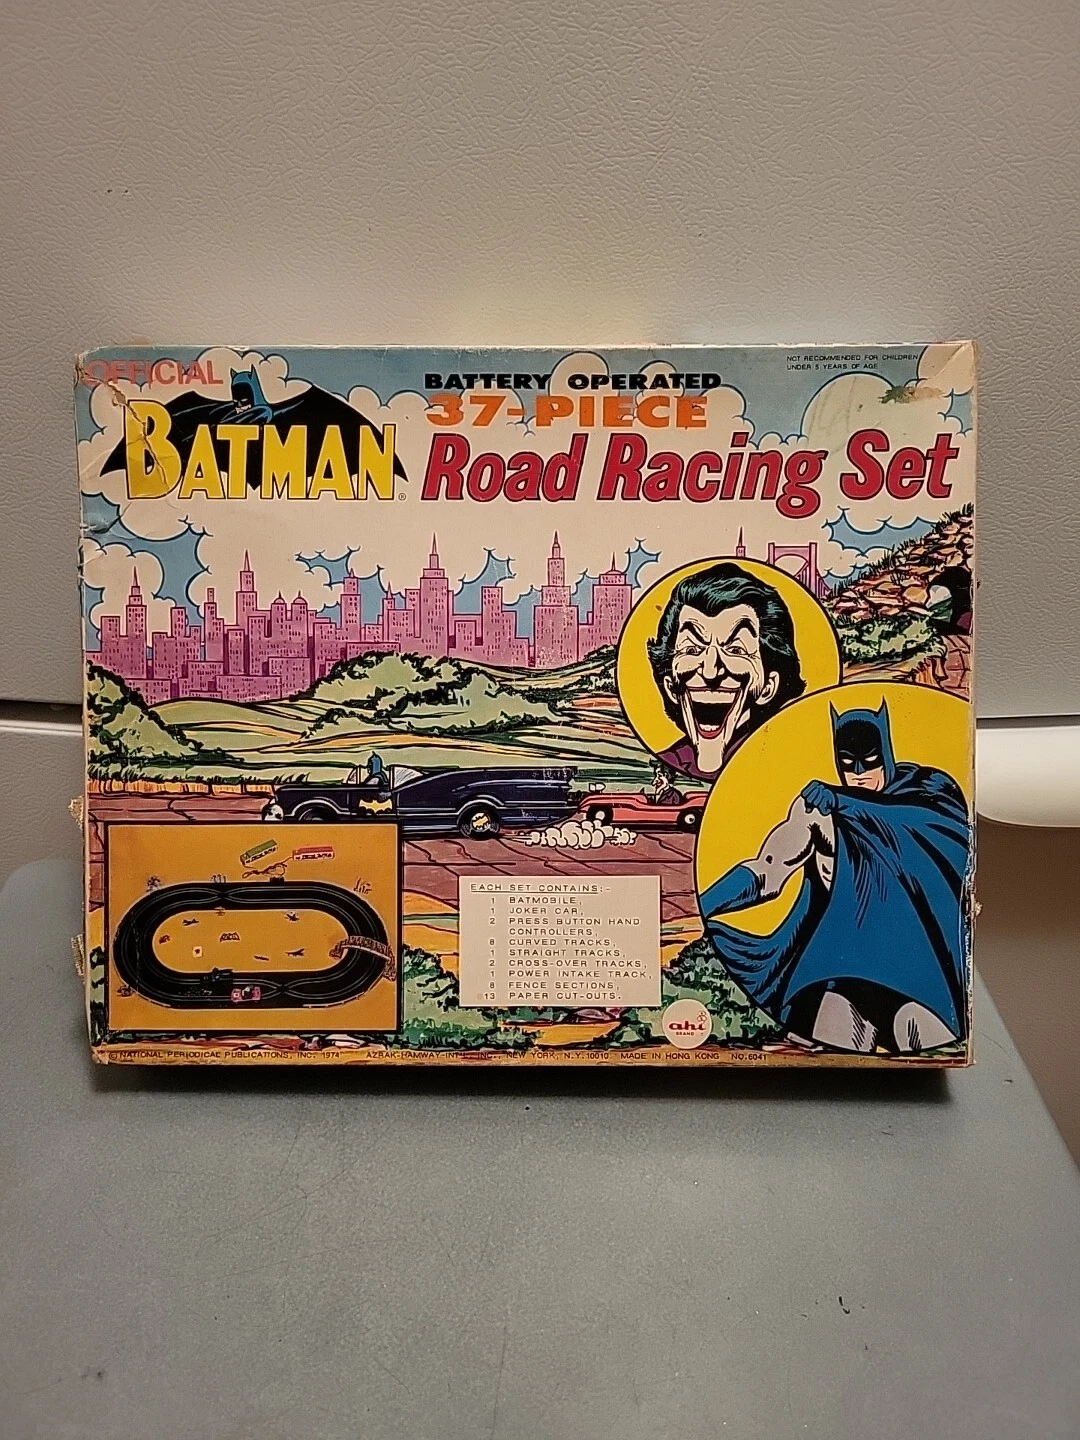 OFFICIAL
BATMAN®
BATTERY OPERATED
37-PIECE
Road Racing Set
NOT RECOMMENDED FOR CHILDREN
UNDER 5 YEARS OF AGE
EACH SET CONTAINS:-
1 BATMOBILE,
1 JOKER CAR,
2 PRESS BUTTON HAND
CONTROLLERS,
8 CURVED TRACKS,
1 STRAIGHT TRACKS,
2 CROSS-OVER TRACKS,
1 POWER INTAKE TRACK,
8 FENCE SECTIONS,
13 PAPER CUT-OUTS.
ahi
BRAND
© NATIONAL PERIODICAL PUBLICATIONS, INC. 1974 AZRAK-HAMWAY-INT'L., INC., NEW YORK, N.Y. 10010 MADE IN HONG KONG NO. 6041